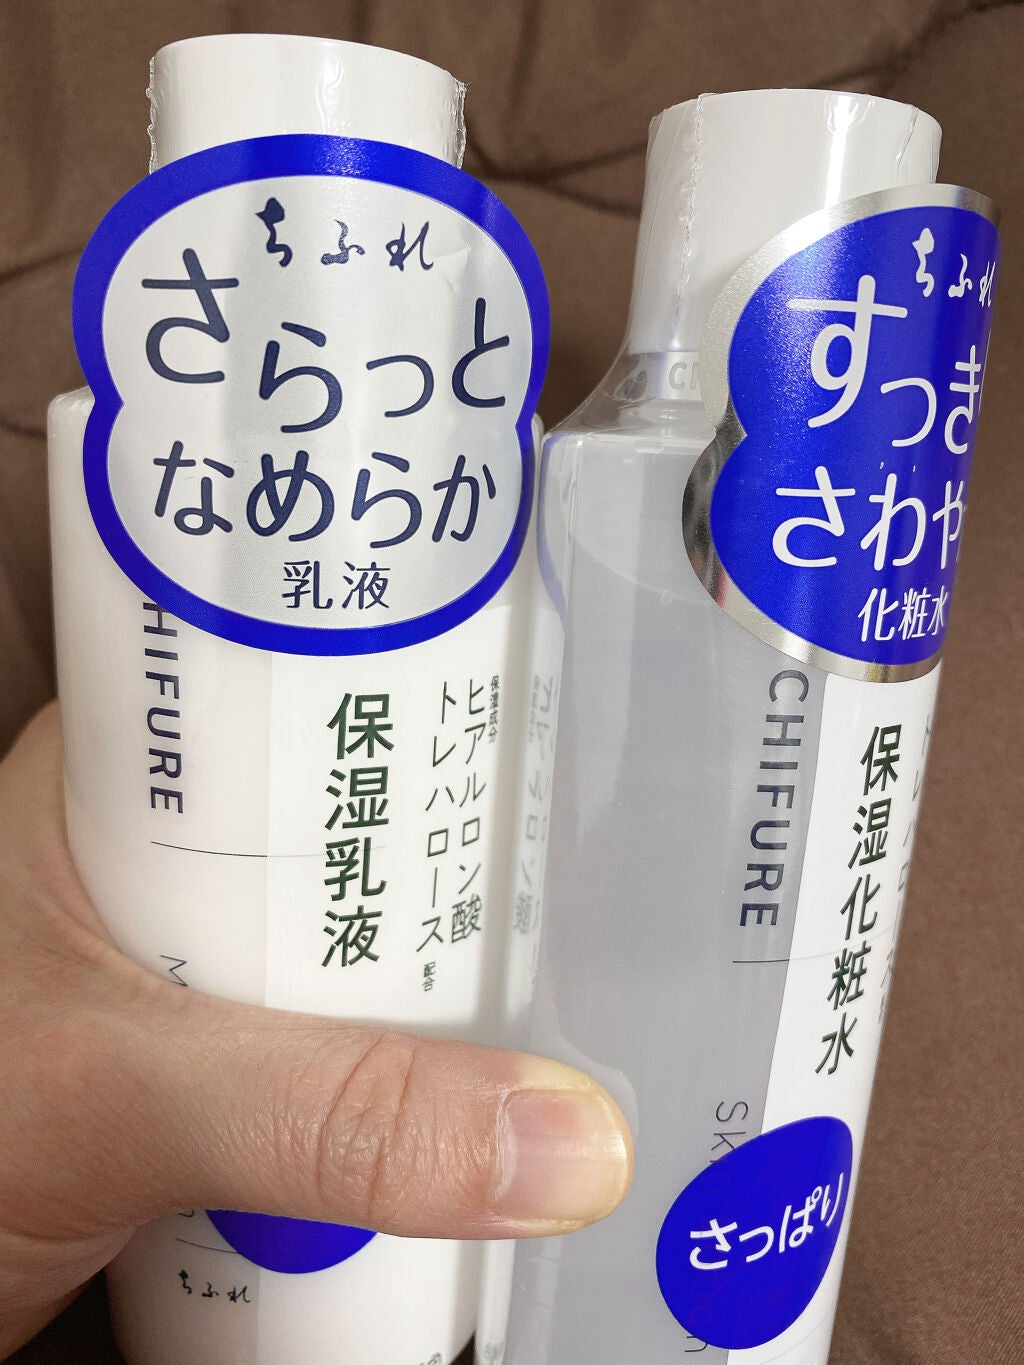 ちふれ
さらっと
なめらか
乳液
CHIFURE
保湿乳液
保湿成分
ヒアルロン酸
トレハロース配合
ちふれ
ちふれ
すっき
さわや
化粧水
CHIFURE
保湿化粧水
さっぱり